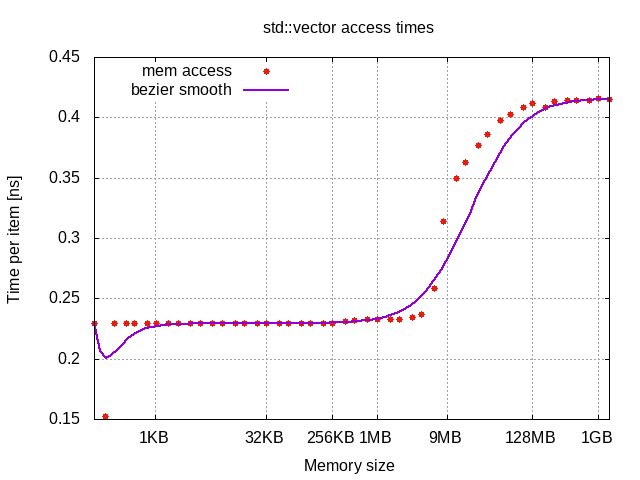 std::vector access times
mem access
bezier smooth
0.45
0.4
0.35
0.3
0.25
0.2
0.15
Time per item [ns]
1KB 32KB 256KB 1MB 9MB 128MB 1GB
Memory size